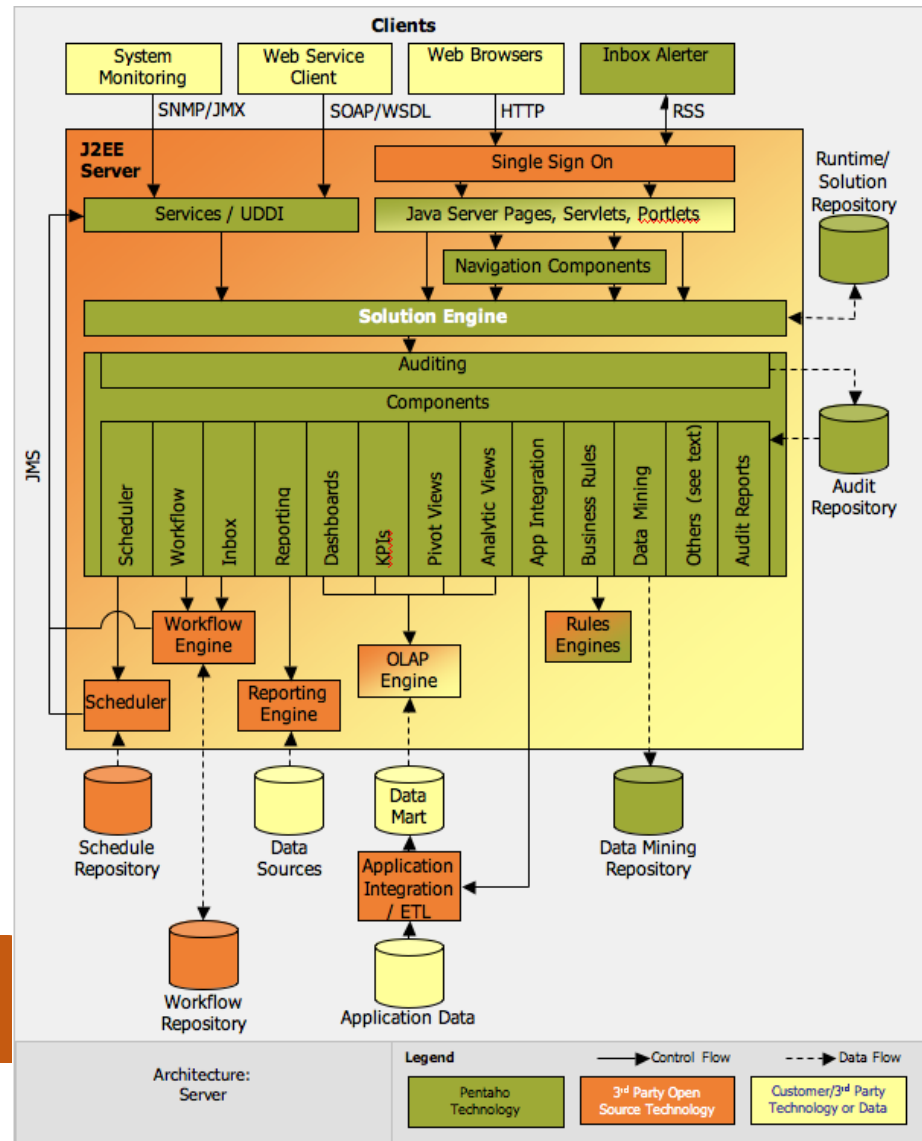 Clients
System
Monitoring
Web Service
Client
Web Browsers
Inbox Alerter
SNMP/JMX
SOAP/WSDL
HTTP
RSS
J2EE
Server
Single Sign On
Runtime/
Solution
Repository
Services / UDDI
Java Server Pages, Servlets, Portlets
Navigation Components
Solution Engine
Auditing
Components
JMS
Scheduler
Workflow
Inbox
Reporting
Dashboards
KPIs
Pivot Views
Analytic Views
App Integration
Business Rules
Data Mining
Others (see text)
Audit Reports
Audit
Repository
Workflow
Engine
Rules
Engines
OLAP
Engine
Scheduler
Reporting
Engine
Schedule
Repository
Data
Sources
Data
Mart
Data Mining
Repository
Application
Integration
/ ETL
Workflow
Repository
Application Data
Architecture:
Server
Legend
Control Flow
Data Flow
Pentaho
Technology
3rd Party Open
Source Technology
Customer/3rd Party
Technology or Data